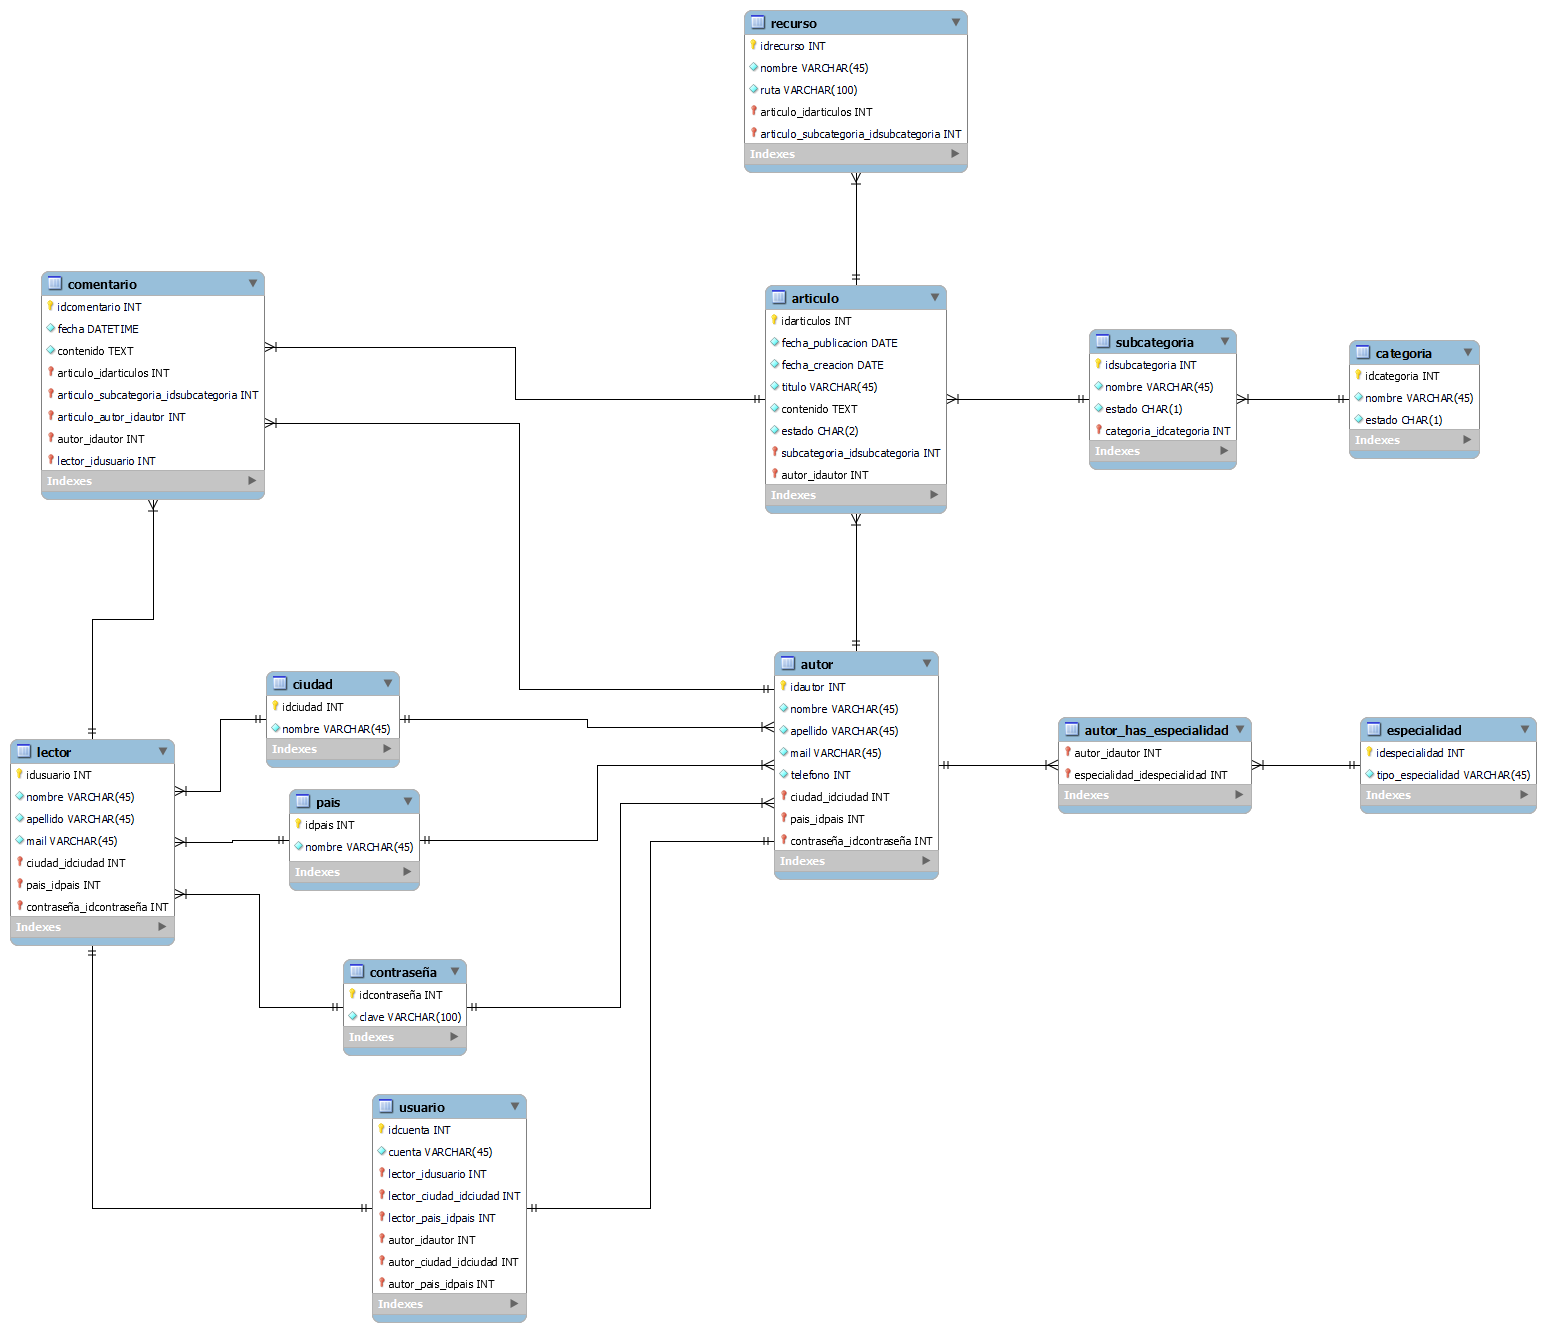 recurso
idrecurso INT
nombre VARCHAR(45)
ruta VARCHAR(100)
articulo_idarticulos INT
articulo_subcategoria_idsubcategoria INT
Indexes
comentario
idcomentario INT
fecha DATETIME
contenido TEXT
articulo_idarticulos INT
articulo_subcategoria_idsubcategoria INT
articulo_autor_idautor INT
autor_idautor INT
lector_idusuario INT
Indexes
articulo
idarticulos INT
fecha_publicacion DATE
fecha_creacion DATE
titulo VARCHAR(45)
contenido TEXT
estado CHAR(2)
subcategoria_idsubcategoria INT
autor_idautor INT
Indexes
subcategoria
idsubcategoria INT
nombre VARCHAR(45)
estado CHAR(1)
categoria_idcategoria INT
Indexes
categoria
idcategoria INT
nombre VARCHAR(45)
estado CHAR(1)
Indexes
ciudad
idciudad INT
nombre VARCHAR(45)
Indexes
autor
idautor INT
nombre VARCHAR(45)
apellido VARCHAR(45)
mail VARCHAR(45)
telefono INT
ciudad_idciudad INT
pais_idpais INT
contraseña_idcontraseña INT
Indexes
autor_has_especialidad
autor_idautor INT
especialidad_idespecialidad INT
Indexes
especialidad
idespecialidad INT
tipo_especialidad VARCHAR(45)
Indexes
lector
idusuario INT
nombre VARCHAR(45)
apellido VARCHAR(45)
mail VARCHAR(45)
ciudad_idciudad INT
pais_idpais INT
contraseña_idcontraseña INT
Indexes
pais
idpais INT
nombre VARCHAR(45)
Indexes
contraseña
idcontraseña INT
clave VARCHAR(100)
Indexes
usuario
idcuenta INT
cuenta VARCHAR(45)
lector_idusuario INT
lector_ciudad_idciudad INT
lector_pais_idpais INT
autor_idautor INT
autor_ciudad_idciudad INT
autor_pais_idpais INT
Indexes